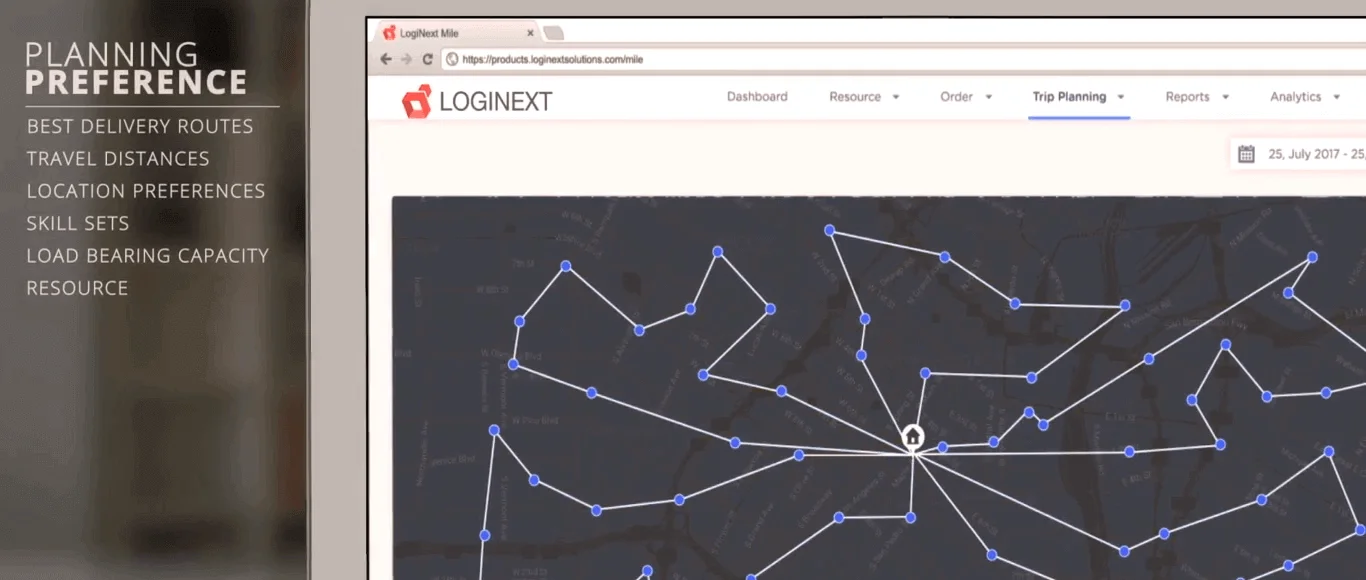 PLANNING
PREFERENCE
BEST DELIVERY ROUTES
TRAVEL DISTANCES
LOCATION PREFERENCES
SKILL SETS
LOAD BEARING CAPACITY
RESOURCE
LogiNext Mile
https://products.loginextsolutions.com/mile
LOGINEXT
Dashboard Resource Order Trip Planning Reports Analytics
25, July 2017 - 25,